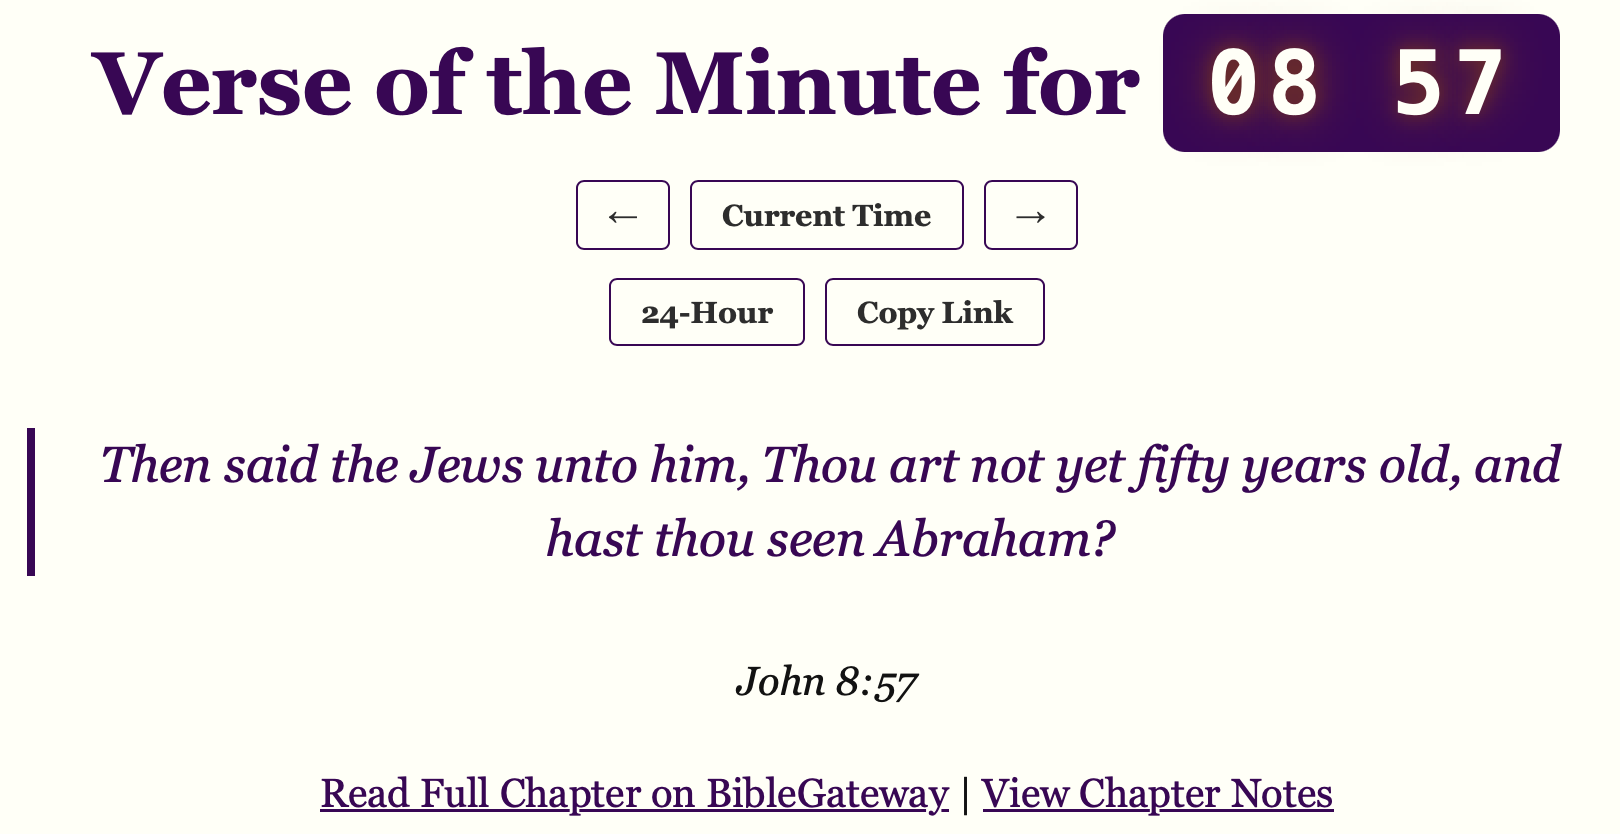 Verse of the Minute for 08 57
← Current Time →
24-Hour Copy Link
Then said the Jews unto him, Thou art not yet fifty years old, and
hast thou seen Abraham?
John 8:57
Read Full Chapter on BibleGateway | View Chapter Notes